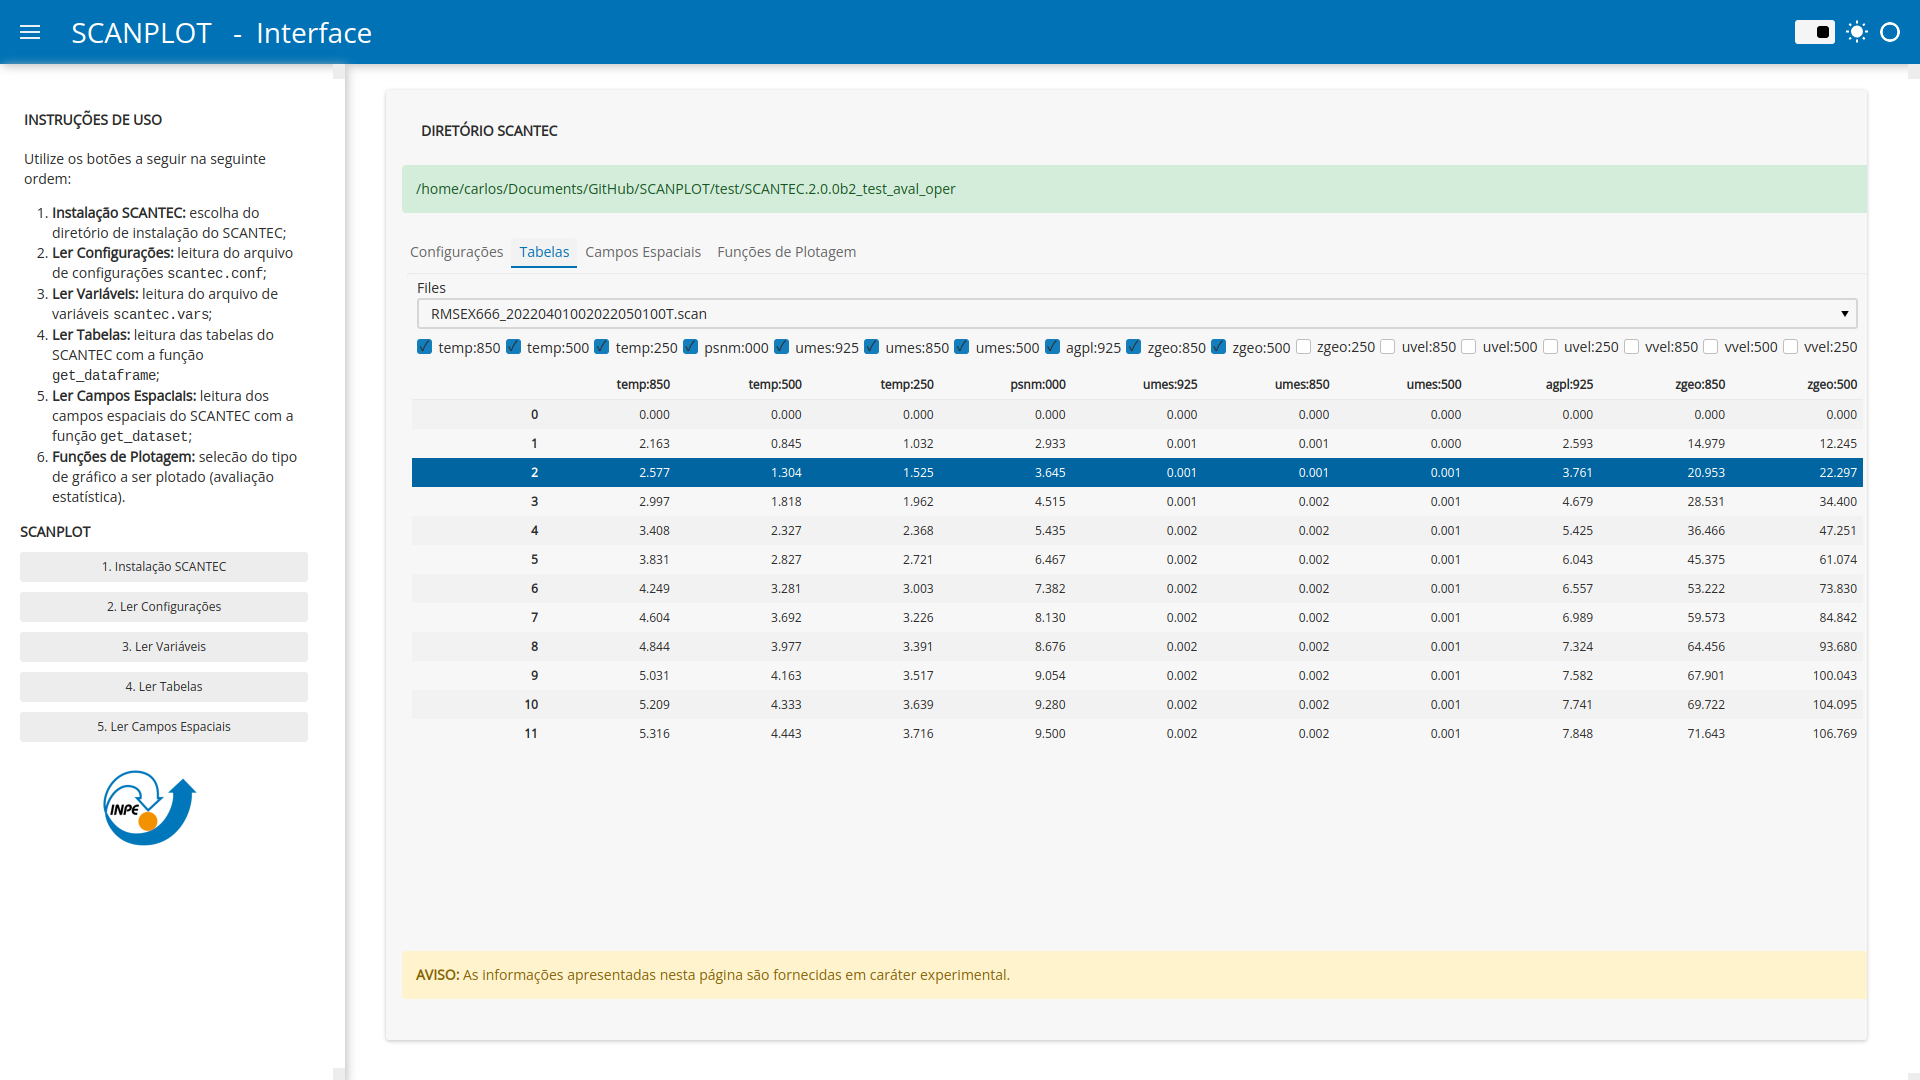 SCANPLOT - Interface
INSTRUÇÕES DE USO
Utilize os botões a seguir na seguinte
ordem:
1. Instalação SCANTEC: escolha do
diretório de instalação do SCANTEC;
2. Ler Configurações: leitura do arquivo
de configurações scantec.conf;
3. Ler Variáveis: leitura do arquivo de
variáveis scantec.vars;
4. Ler Tabelas: leitura das tabelas do
SCANTEC com a função
get_dataframe;
5. Ler Campos Espaciais: leitura dos
campos espaciais do SCANTEC com a
função get_dataset;
6. Funções de Plotagem: selecão do tipo
de gráfico a ser plotado (avaliação
estatística).
SCANPLOT
1. Instalação SCANTEC
2. Ler Configurações
3. Ler Variáveis
4. Ler Tabelas
5. Ler Campos Espaciais
INPE
DIRETÓRIO SCANTEC
/home/carlos/Documents/GitHub/SCANPLOT/test/SCANTEC.2.0.0b2_test_aval_oper
Configurações Tabelas Campos Espaciais Funções de Plotagem
Files
RMSEX666_20220401002022050100T.scan
temp:850 temp:500 temp:250 psnm:000 umes:925 umes:850 umes:500 agpl:925 zgeo:850 zgeo:500 zgeo:250 uvel:850 uvel:500 uvel:250 vvel:850 vvel:500 vvel:250
temp:850 temp:500 temp:250 psnm:000 umes:925 umes:850 umes:500 agpl:925 zgeo:850 zgeo:500
0 0.000 0.000 0.000 0.000 0.000 0.000 0.000 0.000 0.000 0.000
1 2.163 0.845 1.032 2.933 0.001 0.001 0.000 2.593 14.979 12.245
2 2.577 1.304 1.525 3.645 0.001 0.001 0.001 3.761 20.953 22.297
3 2.997 1.818 1.962 4.515 0.001 0.002 0.001 4.679 28.531 34.400
4 3.408 2.327 2.368 5.435 0.002 0.002 0.001 5.425 36.466 47.251
5 3.831 2.827 2.721 6.467 0.002 0.002 0.001 6.043 45.375 61.074
6 4.249 3.281 3.003 7.382 0.002 0.002 0.001 6.557 53.222 73.830
7 4.604 3.692 3.226 8.130 0.002 0.002 0.001 6.989 59.573 84.842
8 4.844 3.977 3.391 8.676 0.002 0.002 0.001 7.324 64.456 93.680
9 5.031 4.163 3.517 9.054 0.002 0.002 0.001 7.582 67.901 100.043
10 5.209 4.333 3.639 9.280 0.002 0.002 0.001 7.741 69.722 104.095
11 5.316 4.443 3.716 9.500 0.002 0.002 0.001 7.848 71.643 106.769
AVISO: As informações apresentadas nesta página são fornecidas em caráter experimental.